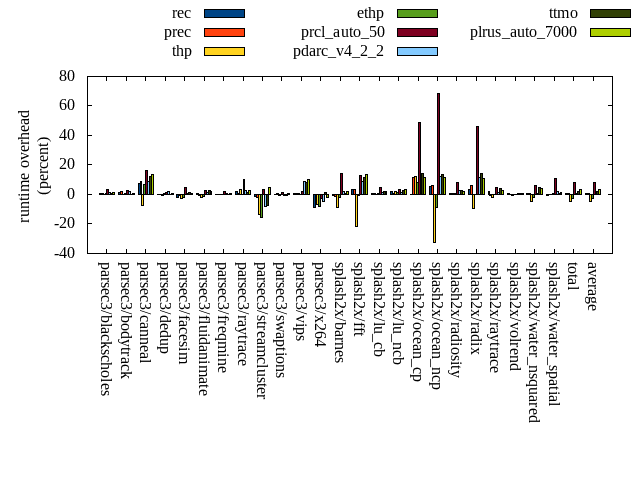 rec ethp ttmo
prec prcl_auto_50 plrus_auto_7000
thp pdarc_v4_2_2
runtime overhead
(percent)
80
60
40
20
0
-20
-40
parsec3/blackscholes
parsec3/bodytrack
parsec3/canneal
parsec3/dedup
parsec3/facesim
parsec3/fluidanimate
parsec3/freqmine
parsec3/raytrace
parsec3/streamcluster
parsec3/swaptions
parsec3/vips
parsec3/x264
splash2x/barnes
splash2x/fft
splash2x/lu_cb
splash2x/lu_ncb
splash2x/ocean_cp
splash2x/ocean_ncp
splash2x/radiosity
splash2x/radix
splash2x/raytrace
splash2x/volrend
splash2x/water_nsquared
splash2x/water_spatial
total
average